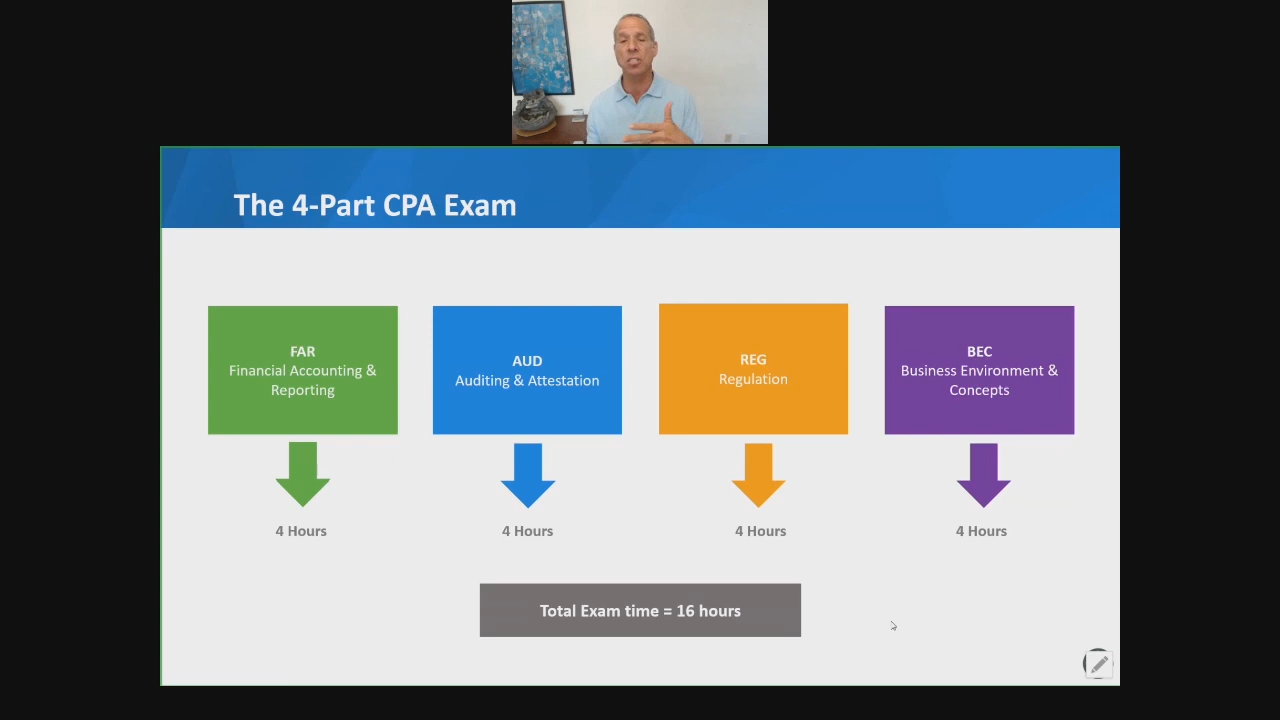 The 4-Part CPA Exam
FAR
Financial Accounting &
Reporting
AUD
Auditing & Attestation
REG
Regulation
BEC
Business Environment &
Concepts
4 Hours
4 Hours
4 Hours
4 Hours
Total Exam time = 16 hours